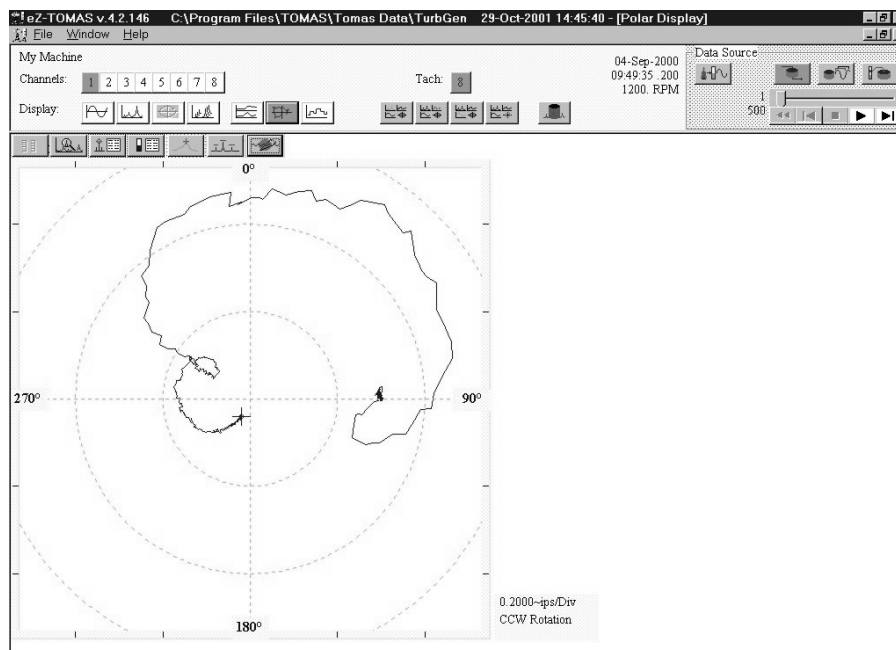 eZ-TOMAS v.4.2.146 C:\Program Files\TOMAS\Tomas Data\TurbGen 29-Oct-2001 14:45:40 - [Polar Display]
File Window Help
My Machine
Channels: 1 2 3 4 5 6 7 8
Tach: 8
04-Sep-2000
09:49:35 .200
1200. RPM
Display:
Data Source
1
500
0°
270°
90°
180°
0.2000~ips/Div
CCW Rotation